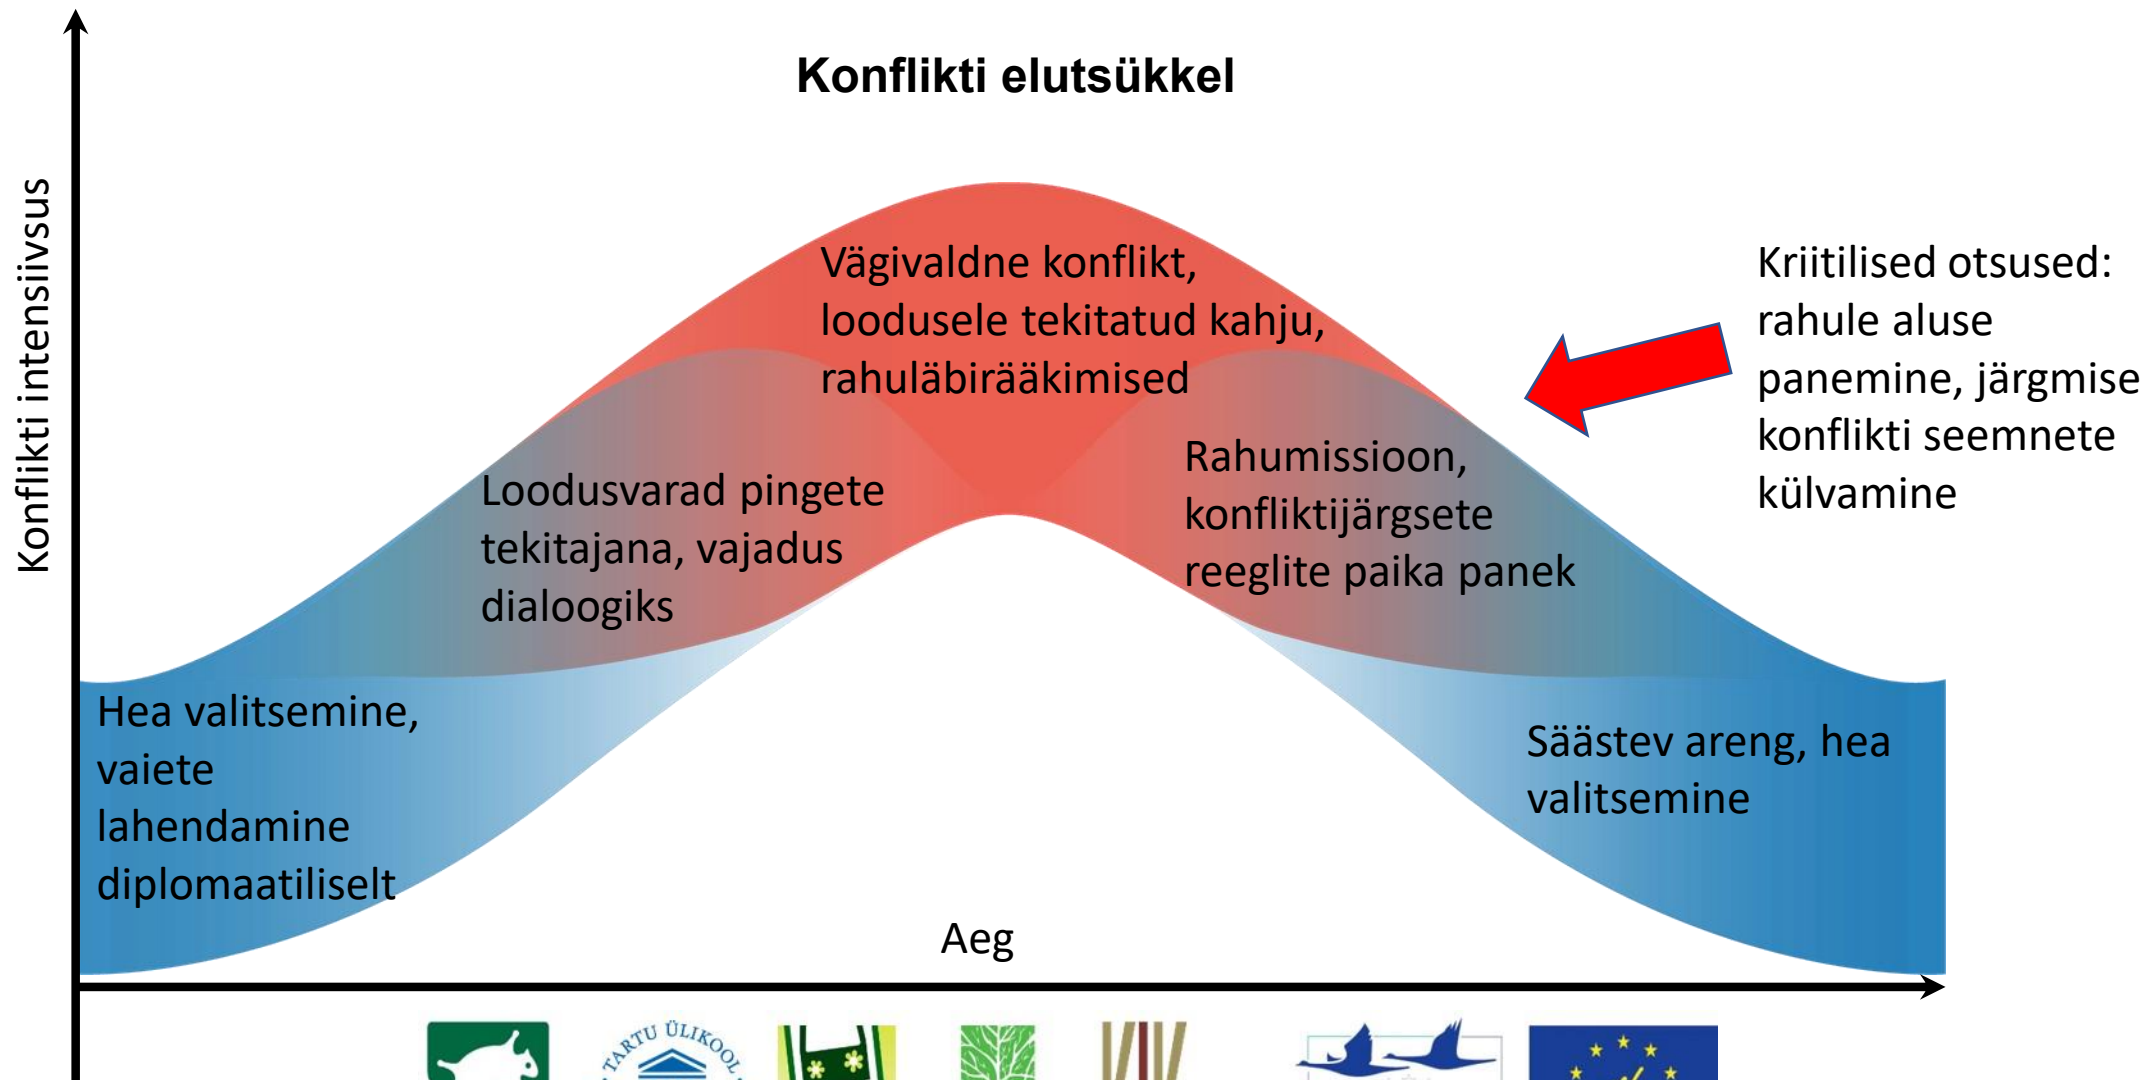 Konflikti elutsükkel
Konflikti intensiivsus
Vägivaldne konflikt,
loodusele tekitatud kahju,
rahuläbirääkimised
Kriitilised otsused:
rahule aluse
panemine, järgmise
konflikti seemnete
külvamine
Loodusvarad pingete
tekitajana, vajadus
dialoogiks
Rahumissioon,
konfliktijärgsete
reeglite paika panek
Hea valitsemine,
vaiete
lahendamine
diplomaatiliselt
Säästev areng, hea
valitsemine
Aeg
TARTU ÜLIKOOL